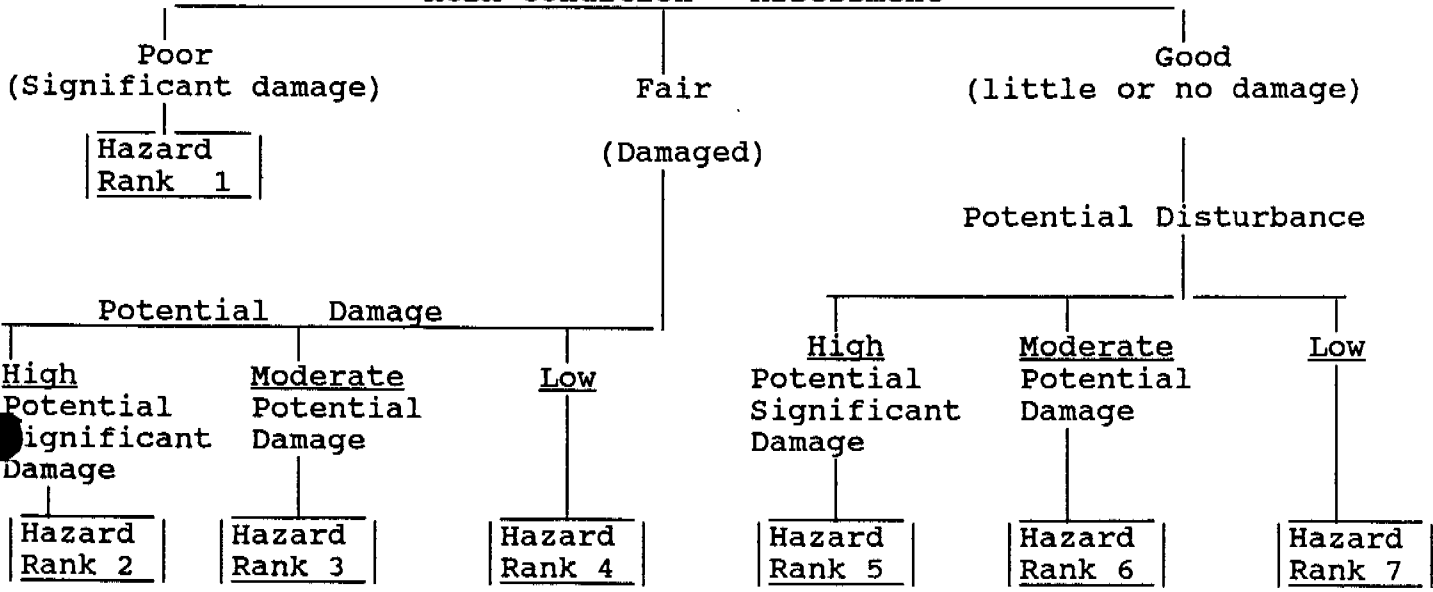 Poor
(Significant damage)
Hazard
Rank 1
Fair
(Damaged)
Good
(little or no damage)
Potential Disturbance
Potential Damage
High
Potential
Significant
Damage
Hazard
Rank 2
Moderate
Potential
Damage
Hazard
Rank 3
Low
Hazard
Rank 4
High
Potential
Significant
Damage
Hazard
Rank 5
Moderate
Potential
Damage
Hazard
Rank 6
Low
Hazard
Rank 7